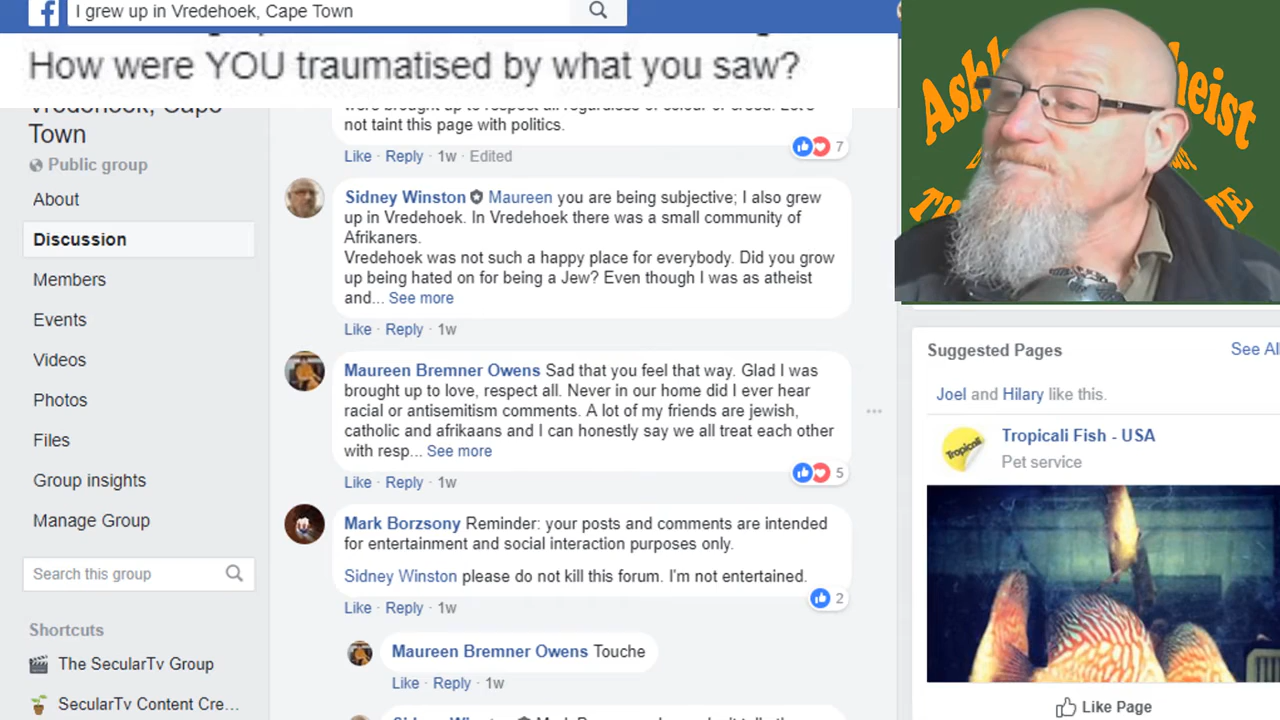 I grew up in Vredehoek, Cape Town
How were YOU traumatised by what you saw?
Town
Public group
About
Discussion
Members
Events
Videos
Photos
Files
Group insights
Manage Group
Search this group
Shortcuts
The SecularTv Group
SecularTv Content Cre...
not taint this page with politics.
Like · Reply · 1w · Edited
7
Sidney Winston Maureen you are being subjective; I also grew
up in Vredehoek. In Vredehoek there was a small community of
Afrikaners.
Vredehoek was not such a happy place for everybody. Did you grow
up being hated on for being a Jew? Even though I was as atheist
and... See more
Like · Reply · 1w
Maureen Bremner Owens Sad that you feel that way. Glad I was
brought up to love, respect all. Never in our home did I ever hear
racial or antisemitism comments. A lot of my friends are jewish,
catholic and afrikaans and I can honestly say we all treat each other
with resp... See more
5
Like · Reply · 1w
Mark Borzsony Reminder: your posts and comments are intended
for entertainment and social interaction purposes only.
Sidney Winston please do not kill this forum. I'm not entertained.
2
Like · Reply · 1w
Maureen Bremner Owens Touche
Like · Reply · 1w
Suggested Pages
See All
Joel and Hilary like this.
Tropicali
Tropicali Fish - USA
Pet service
Like Page